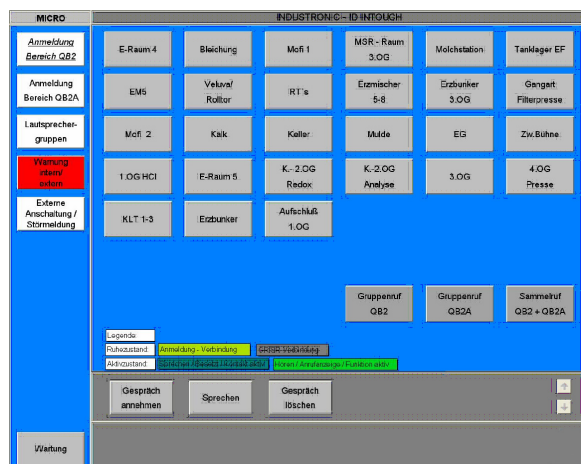 MICRO
INDUSTRONIC - ID INTOUGH
Anmeldung
Bereich QB2
Anmeldung
Bereich QB2A
Lautsprecher-
gruppen
Warnung
intern/
extern
Externe
Anschaltung /
Störmeldung
Wartung
E-Raum 4
Bleichung
Mofi 1
MSR - Raum
3.OG
Molchstation
Tanklager EF
EM5
Veluva/
Rolltor
RT's
Erzmischer
5-8
Erzbunker
3.OG
Gangart
Filterpresse
Mofi 2
Kalk
Keller
Mulde
EG
Zw.Bühne
1.OG HCl
E-Raum 5
K.- 2.OG
Redox
K.-2.OG
Analyse
3.OG
4.OG
Presse
KLT 1-3
Erzbunker
Aufschluß
1.OG
Gruppenruf
QB2
Gruppenruf
QB2A
Sammelruf
QB2 + QB2A
Legende:
Ruhezustand:
Anmeldung - Verbindung
Aktivzustand:
Hören / Anrufanzeige / Funktion aktiv
Gespräch
annehmen
Sprechen
Gespräch
löschen